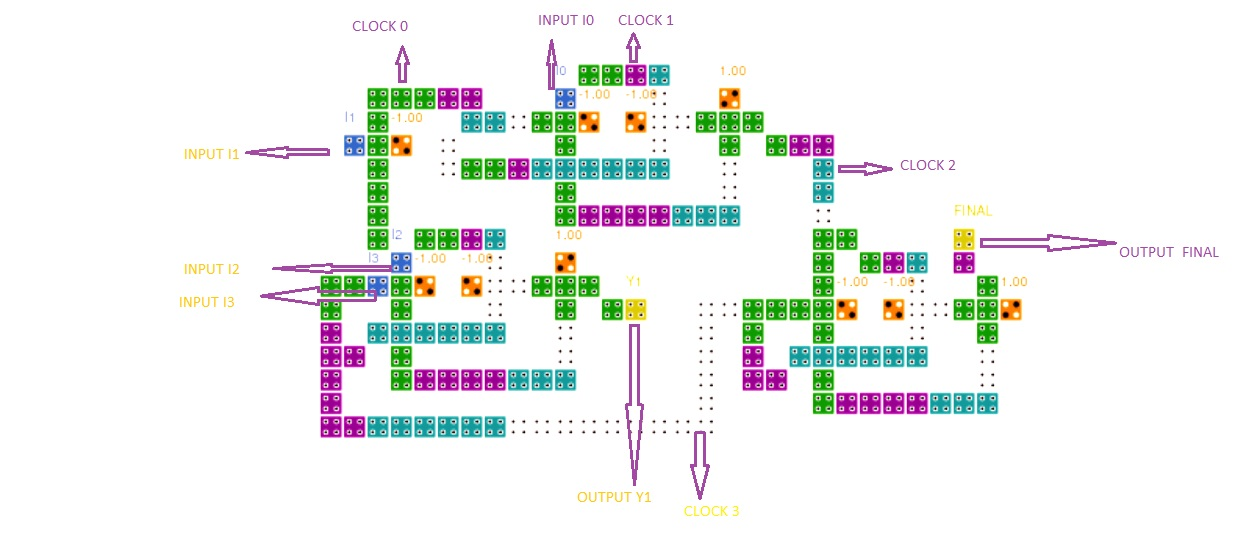 CLOCK 0
INPUT I0
CLOCK 1
I0
1.00
-1.00
-1.00
I1
-1.00
INPUT I1
CLOCK 2
FINAL
I2
1.00
OUTPUT FINAL
I3
-1.00
-1.00
INPUT I2
INPUT I3
Y1
-1.00
-1.00
1.00
OUTPUT Y1
CLOCK 3